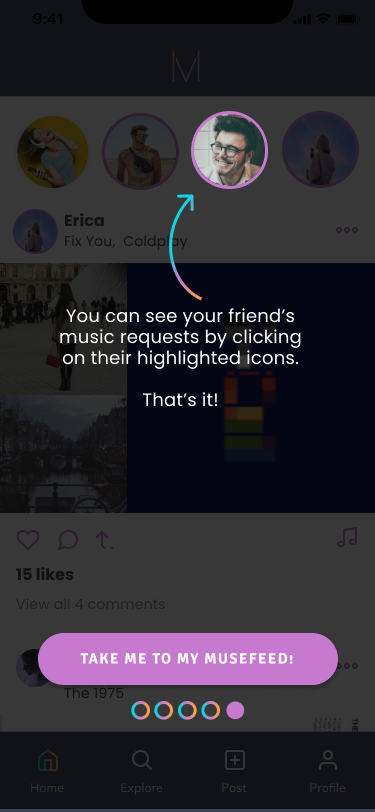 9:41
M
Erica
Fix You, Coldplay
You can see your friend's
music requests by clicking
on their highlighted icons.
That's it!
15 likes
View all 4 comments
TAKE ME TO MY MUSEFEED!
The 1975
Home
Explore
Post
Profile